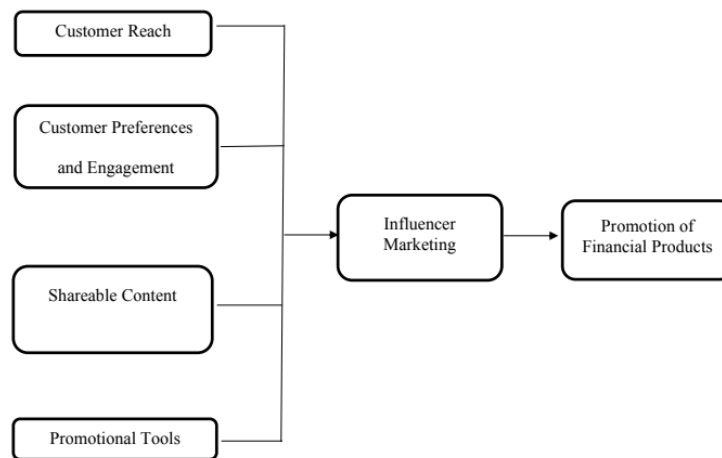 Customer Reach
Customer Preferences
and Engagement
Shareable Content
Promotional Tools
Influencer
Marketing
Promotion of
Financial Products